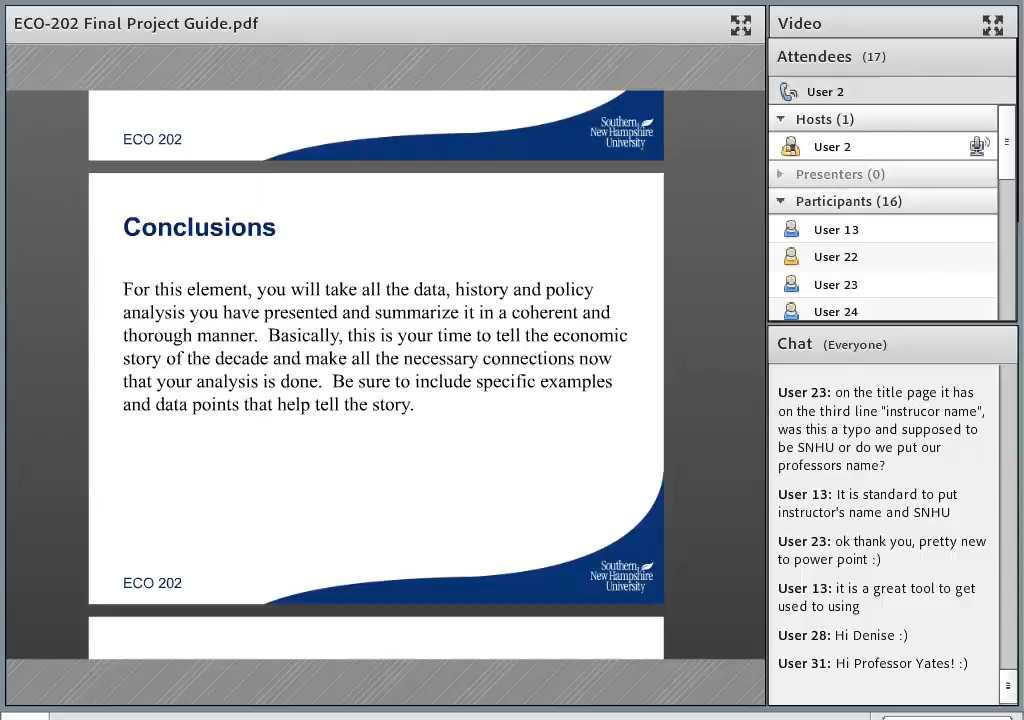 ECO-202 Final Project Guide.pdf
ECO 202
Southern
New Hampshire
University
Conclusions
For this element, you will take all the data, history and policy
analysis you have presented and summarize it in a coherent and
thorough manner.  Basically, this is your time to tell the economic
story of the decade and make all the necessary connections now
that your analysis is done.  Be sure to include specific examples
and data points that help tell the story.
ECO 202
Southern
New Hampshire
University
Video
Attendees (17)
User 2
Hosts (1)
User 2
Presenters (0)
Participants (16)
User 13
User 22
User 23
User 24
Chat (Everyone)
User 23: on the title page it has
on the third line "instrucor name",
was this a typo and supposed to
be SNHU or do we put our
professors name?
User 13: It is standard to put
instructor's name and SNHU
User 23: ok thank you, pretty new
to power point :)
User 13: it is a great tool to get
used to using
User 28: Hi Denise :)
User 31: Hi Professor Yates! :)